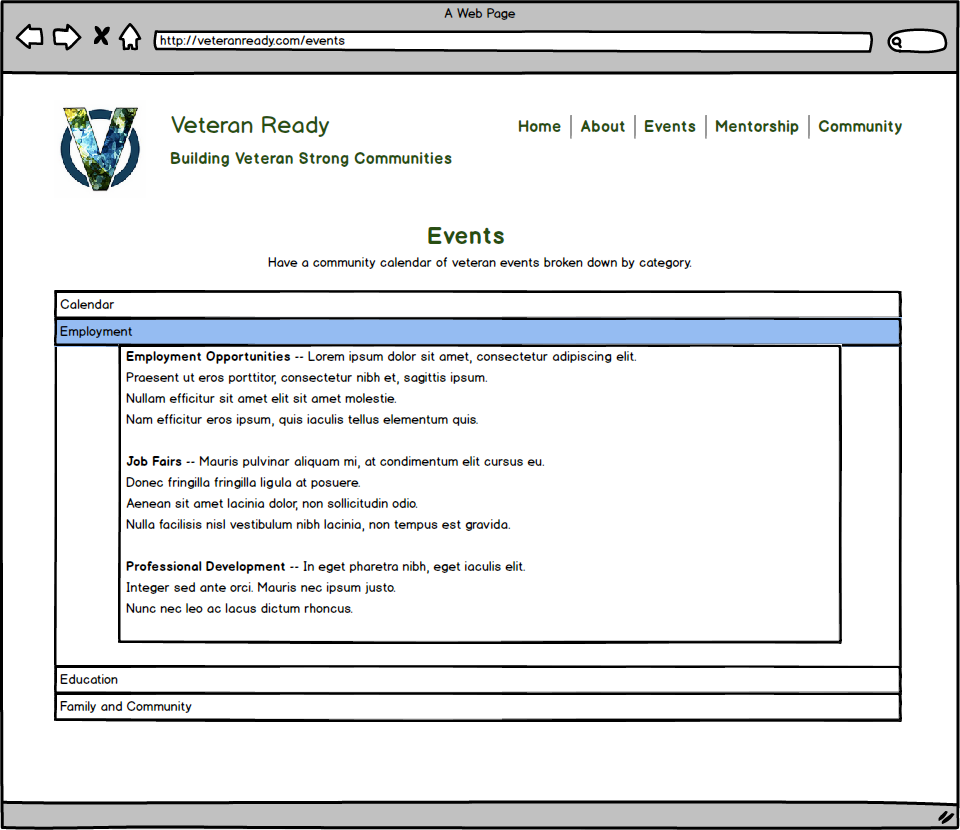 A Web Page
http://veteranready.com/events
Veteran Ready
Building Veteran Strong Communities
Home
About
Events
Mentorship
Community
Events
Have a community calendar of veteran events broken down by category.
Calendar
Employment
Employment Opportunities -- Lorem ipsum dolor sit amet, consectetur adipiscing elit.
Praesent ut eros porttitor, consectetur nibh et, sagittis ipsum.
Nullam efficitur sit amet elit sit amet molestie.
Nam efficitur eros ipsum, quis iaculis tellus elementum quis.
Job Fairs -- Mauris pulvinar aliquam mi, at condimentum elit cursus eu.
Donec fringilla fringilla ligula at posuere.
Aenean sit amet lacinia dolor, non sollicitudin odio.
Nulla facilisis nisl vestibulum nibh lacinia, non tempus est gravida.
Professional Development -- In eget pharetra nibh, eget iaculis elit.
Integer sed ante orci. Mauris nec ipsum justo.
Nunc nec leo ac lacus dictum rhoncus.
Education
Family and Community